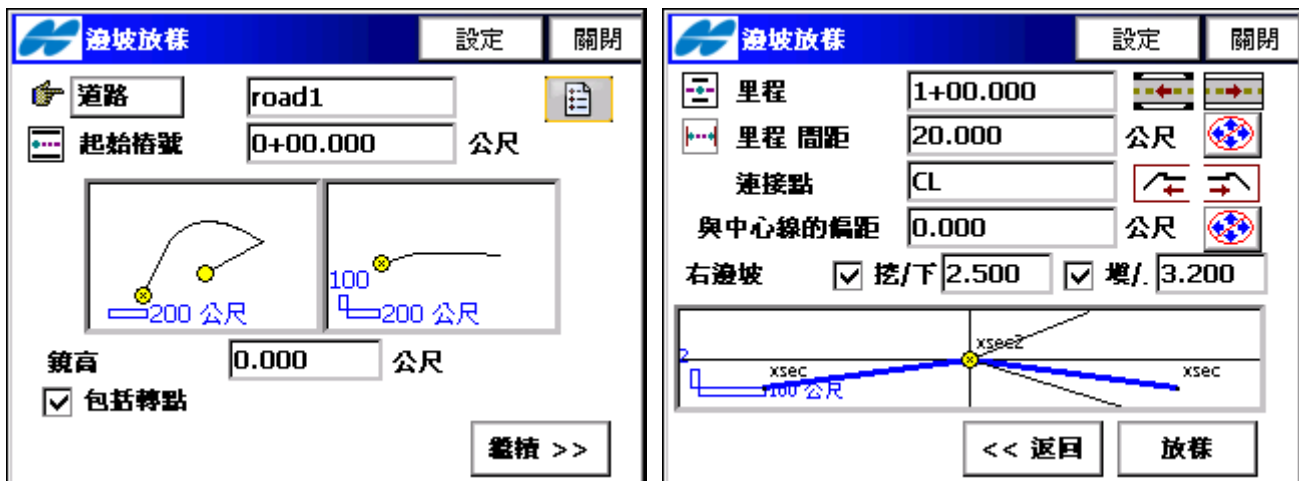 邊坡放樣 設定 關閉
道路 road1
起始樁號 0+00.000 公尺
200 公尺
100
200 公尺
鏡高 0.000 公尺
包括轉點
繼續 >>
邊坡放樣 設定 關閉
里程 1+00.000
里程 間距 20.000 公尺
連接點 CL
與中心線的偏距 0.000 公尺
右邊坡 挖/下 2.500 填/. 3.200
2
xsec
xsec2
xsec
100 公尺
<< 返回 放樣